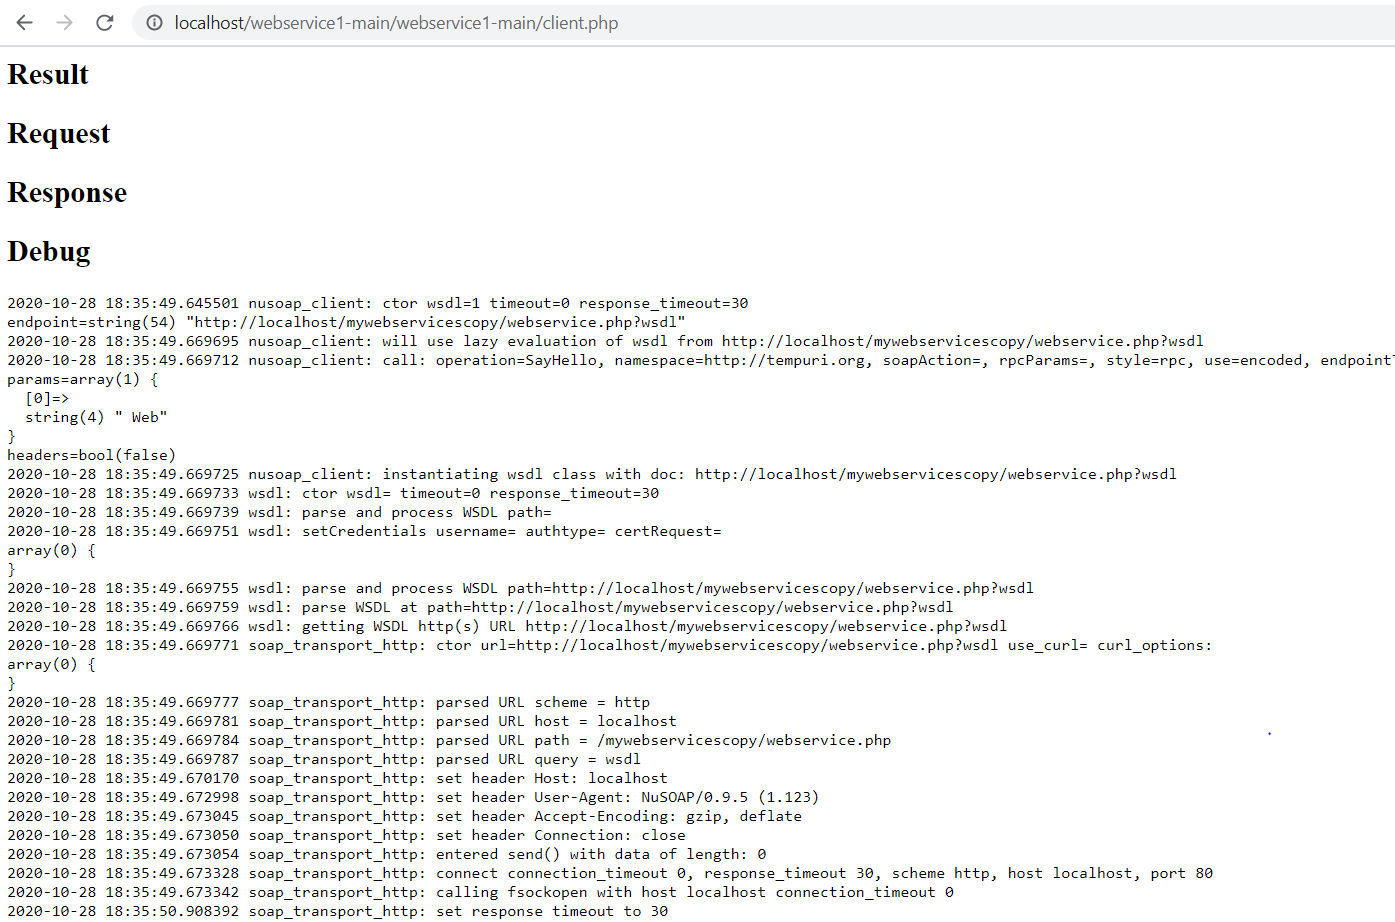 localhost/webservice1-main/webservice1-main/client.php
Result
Request
Response
Debug
2020-10-28 18:35:49.645501 nusoap_client: ctor wsdl=1 timeout=0 response_timeout=30
endpoint=string(54) "http://localhost/mywebservicescopy/webservice.php?wsdl"
2020-10-28 18:35:49.669695 nusoap_client: will use lazy evaluation of wsdl from http://localhost/mywebservicescopy/webservice.php?wsdl
2020-10-28 18:35:49.669712 nusoap_client: call: operation=SayHello, namespace=http://tempuri.org, soapAction=, rpcParams=, style=rpc, use=encoded, endpoint
params=array(1) {
  [0]=>
  string(4) " Web"
}
headers=bool(false)
2020-10-28 18:35:49.669725 nusoap_client: instantiating wsdl class with doc: http://localhost/mywebservicescopy/webservice.php?wsdl
2020-10-28 18:35:49.669733 wsdl: ctor wsdl= timeout=0 response_timeout=30
2020-10-28 18:35:49.669739 wsdl: parse and process WSDL path=
2020-10-28 18:35:49.669751 wsdl: setCredentials username= authtype= certRequest=
array(0) {
}
2020-10-28 18:35:49.669755 wsdl: parse and process WSDL path=http://localhost/mywebservicescopy/webservice.php?wsdl
2020-10-28 18:35:49.669759 wsdl: parse WSDL at path=http://localhost/mywebservicescopy/webservice.php?wsdl
2020-10-28 18:35:49.669766 wsdl: getting WSDL http(s) URL http://localhost/mywebservicescopy/webservice.php?wsdl
2020-10-28 18:35:49.669771 soap_transport_http: ctor url=http://localhost/mywebservicescopy/webservice.php?wsdl use_curl= curl_options:
array(0) {
}
2020-10-28 18:35:49.669777 soap_transport_http: parsed URL scheme = http
2020-10-28 18:35:49.669781 soap_transport_http: parsed URL host = localhost
2020-10-28 18:35:49.669784 soap_transport_http: parsed URL path = /mywebservicescopy/webservice.php
2020-10-28 18:35:49.669787 soap_transport_http: parsed URL query = wsdl
2020-10-28 18:35:49.670170 soap_transport_http: set header Host: localhost
2020-10-28 18:35:49.672998 soap_transport_http: set header User-Agent: NuSOAP/0.9.5 (1.123)
2020-10-28 18:35:49.673045 soap_transport_http: set header Accept-Encoding: gzip, deflate
2020-10-28 18:35:49.673050 soap_transport_http: set header Connection: close
2020-10-28 18:35:49.673054 soap_transport_http: entered send() with data of length: 0
2020-10-28 18:35:49.673328 soap_transport_http: connect connection_timeout 0, response_timeout 30, scheme http, host localhost, port 80
2020-10-28 18:35:49.673342 soap_transport_http: calling fsockopen with host localhost connection_timeout 0
2020-10-28 18:35:50.908392 soap_transport_http: set response timeout to 30